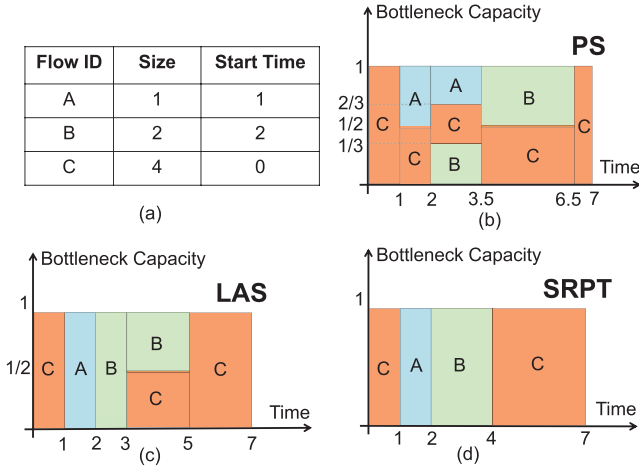 Flow ID Size Start Time
A 1 1
B 2 2
C 4 0
(a)
Bottleneck Capacity
PS
1
2/3
1/2
1/3
C
A
C
A
C
B
B
C
C
Time
1 2 3.5 6.5 7
(b)
Bottleneck Capacity
LAS
1
1/2
C A B
B
C
C
Time
1 2 3 5 7
(c)
Bottleneck Capacity
SRPT
1
C A B C
Time
1 2 4 7
(d)